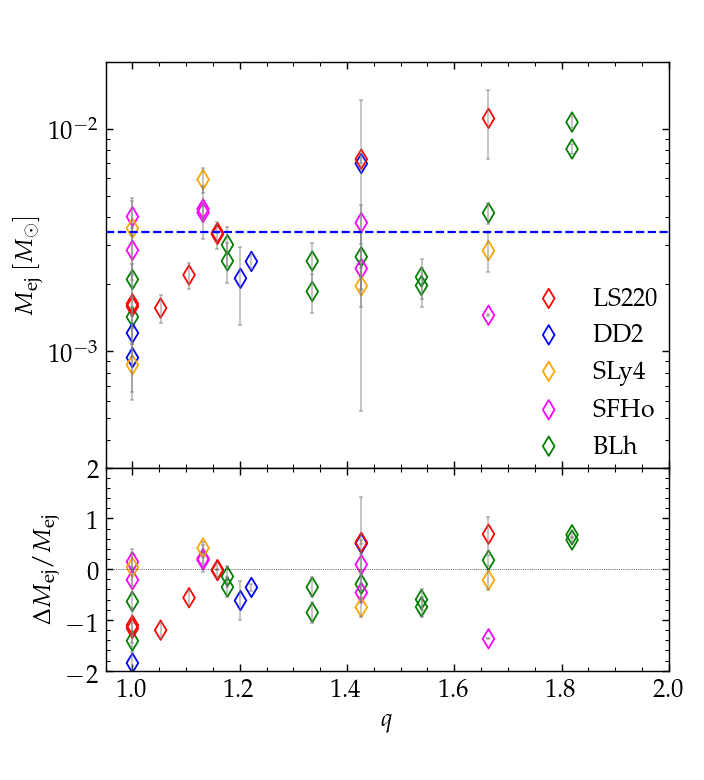 10⁻²
M_ej [M_⊙]
10⁻³
LS220
DD2
SLy4
SFHo
BLh
2
1
0
−1
−2
ΔM_ej/M_ej
1.0 1.2 1.4 1.6 1.8 2.0
q